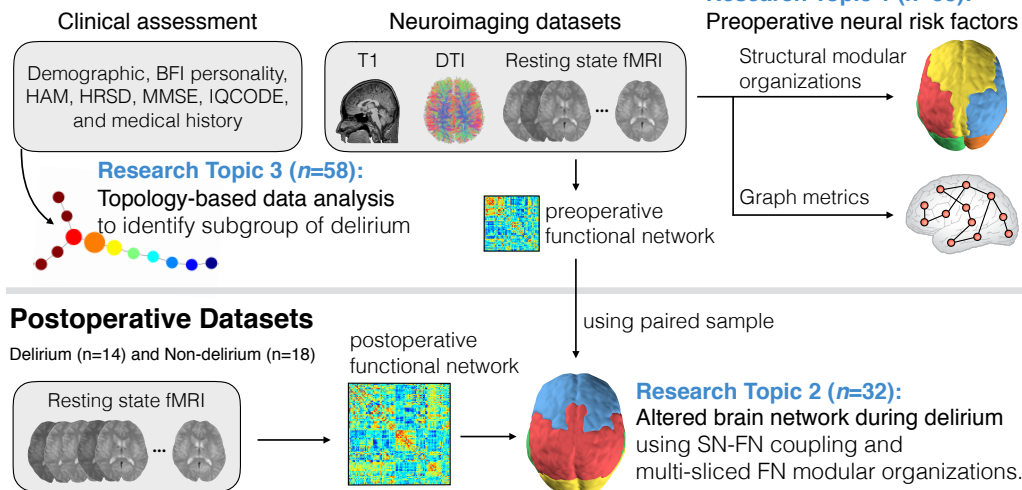 Clinical assessment
Demographic, BFI personality,
HAM, HRSD, MMSE, IQCODE,
and medical history
Neuroimaging datasets
T1
DTI
Resting state fMRI
...
Preoperative neural risk factors
Structural modular
organizations
Graph metrics
Research Topic 3 (n=58):
Topology-based data analysis
to identify subgroup of delirium
preoperative
functional network
using paired sample
Postoperative Datasets
Delirium (n=14) and Non-delirium (n=18)
Resting state fMRI
...
postoperative
functional network
Research Topic 2 (n=32):
Altered brain network during delirium
using SN-FN coupling and
multi-sliced FN modular organizations.